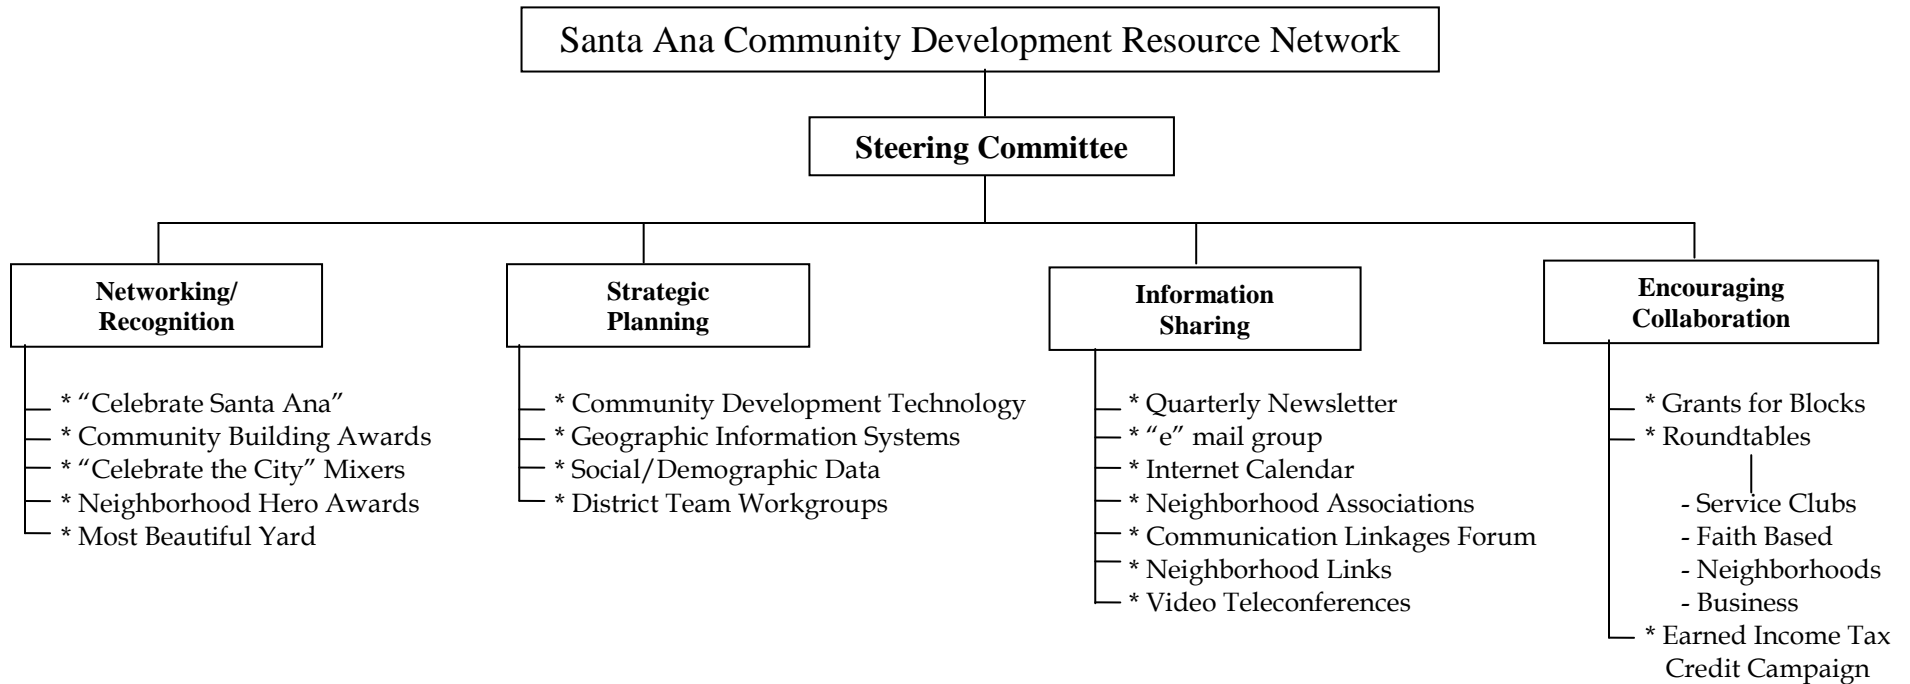 Santa Ana Community Development Resource Network
Steering Committee
Networking/
Recognition
* “Celebrate Santa Ana”
* Community Building Awards
* “Celebrate the City” Mixers
* Neighborhood Hero Awards
* Most Beautiful Yard
Strategic
Planning
* Community Development Technology
* Geographic Information Systems
* Social/Demographic Data
* District Team Workgroups
Information
Sharing
* Quarterly Newsletter
* “e” mail group
* Internet Calendar
* Neighborhood Associations
* Communication Linkages Forum
* Neighborhood Links
* Video Teleconferences
Encouraging
Collaboration
* Grants for Blocks
* Roundtables
- Service Clubs
- Faith Based
- Neighborhoods
- Business
* Earned Income Tax
Credit Campaign